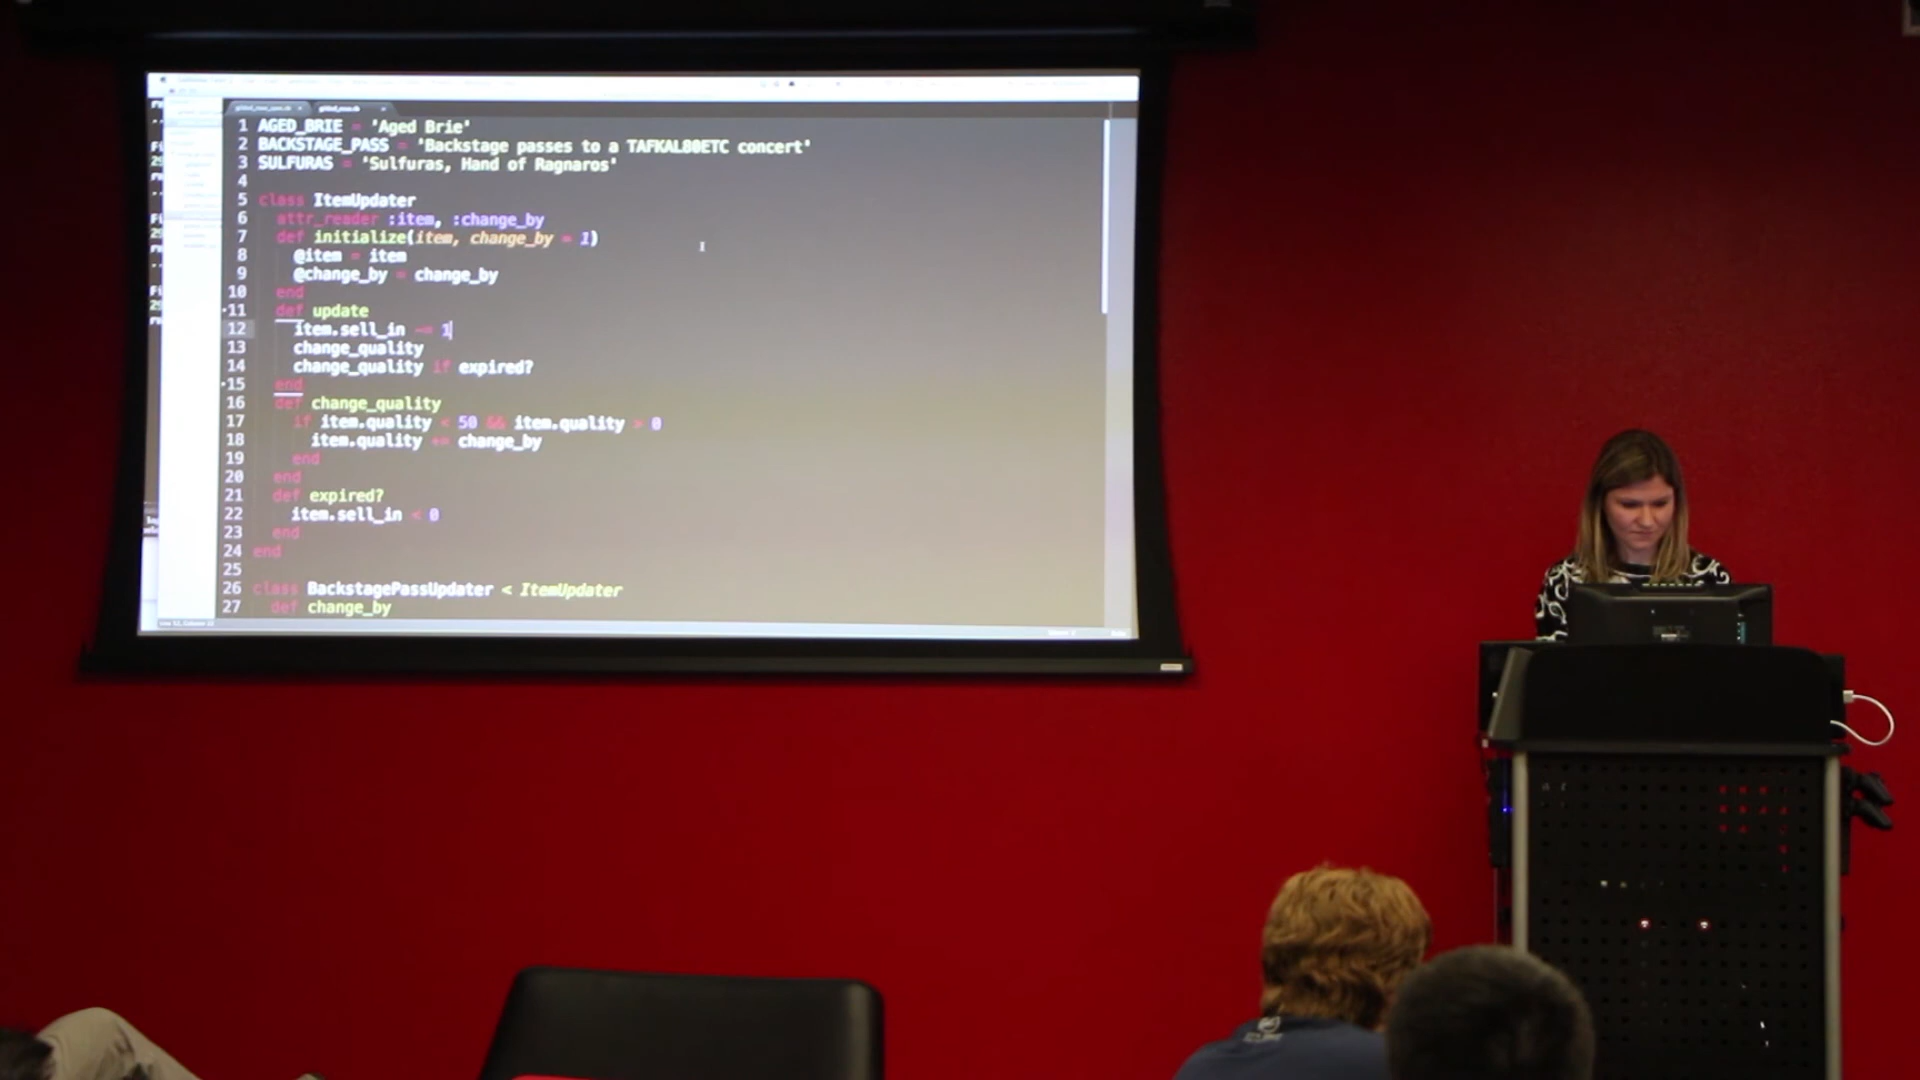 1 AGED_BRIE = 'Aged Brie'
2 BACKSTAGE_PASS = 'Backstage passes to a TAFKAL80ETC concert'
3 SULFURAS = 'Sulfuras, Hand of Ragnaros'
4
5 class ItemUpdater
6 attr_reader :item, :change_by
7 def initialize(item, change_by = 1)
8 @item = item
9 @change_by = change_by
10 end
11 def update
12 item.sell_in -= 1
13 change_quality
14 change_quality if expired?
15 end
16 def change_quality
17 if item.quality < 50 && item.quality > 0
18 item.quality += change_by
19 end
20 end
21 def expired?
22 item.sell_in < 0
23 end
24 end
25
26 class BackstagePassUpdater < ItemUpdater
27 def change_by